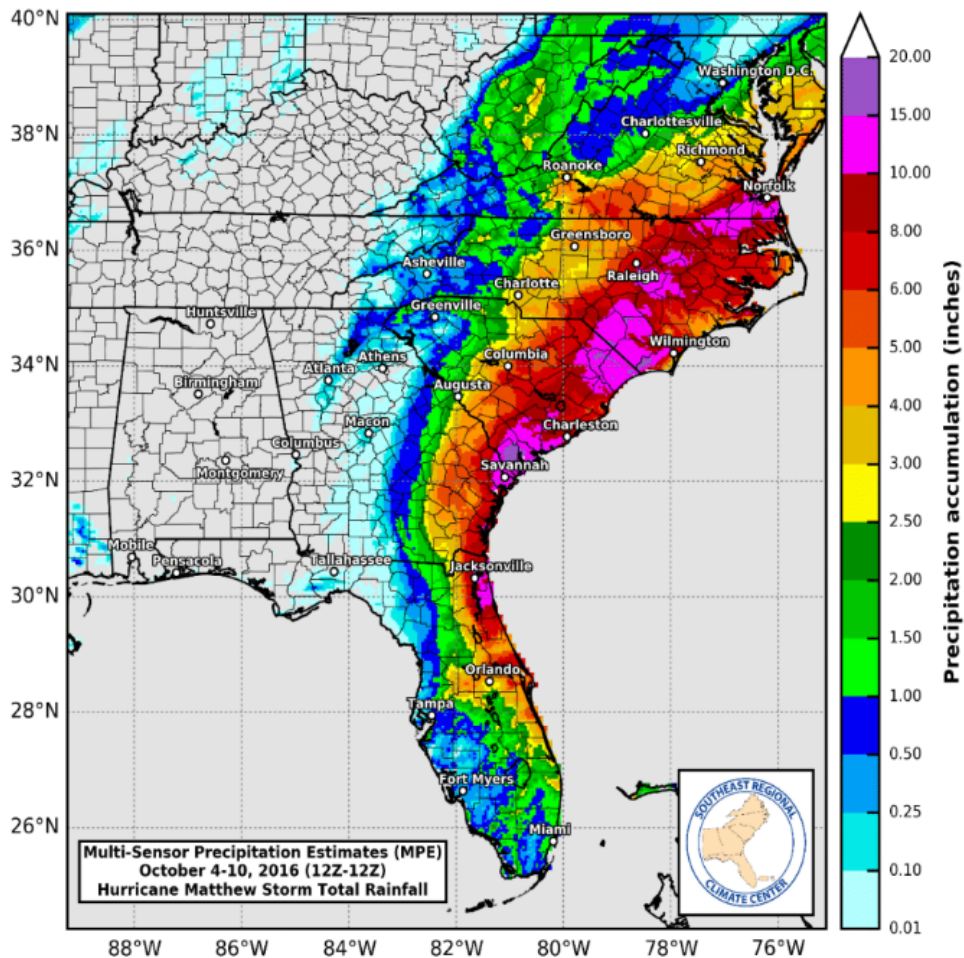 40°N
38°N
36°N
34°N
32°N
30°N
28°N
26°N
88°W
86°W
84°W
82°W
80°W
78°W
76°W
Washington D.C.
Charlottesville
Richmond
Roanoke
Norfolk
Greensboro
Asheville
Raleigh
Charlotte
Greenville
Huntsville
Wilmington
Athens
Columbia
Atlanta
Birmingham
Augusta
Macon
Charleston
Columbus
Savannah
Montgomery
Mobile
Pensacola
Tallahassee
Jacksonville
Orlando
Tampa
Fort Myers
Miami
Multi-Sensor Precipitation Estimates (MPE)
October 4-10, 2016 (12Z-12Z)
Hurricane Matthew Storm Total Rainfall
SOUTHEAST REGIONAL
CLIMATE CENTER
20.00
15.00
10.00
8.00
6.00
5.00
4.00
3.00
2.50
2.00
1.50
1.00
0.50
0.25
0.10
0.01
Precipitation accumulation (inches)